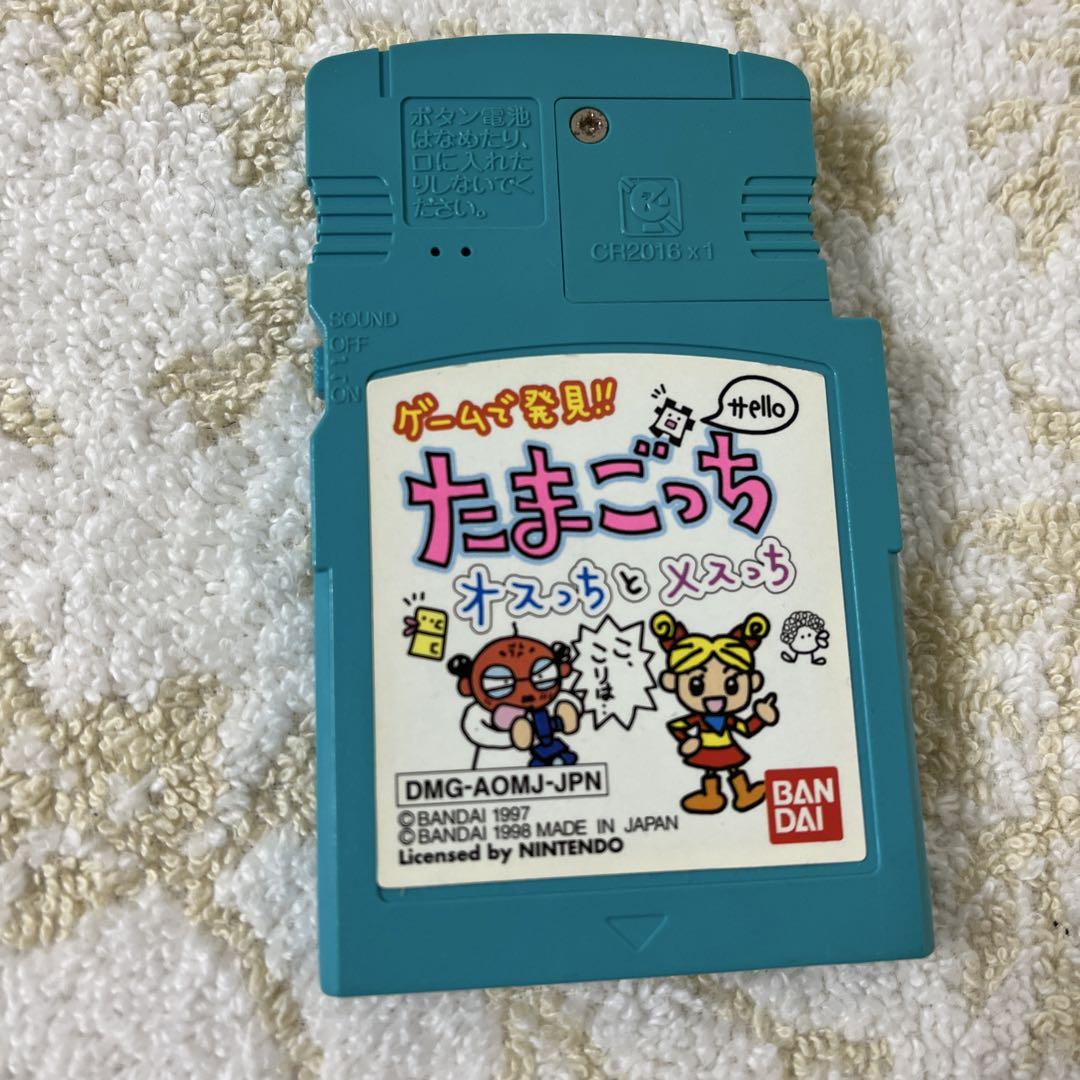 ボタン電池
はなめたり、
口に入れた
りしないでく
ださい。
CR2016 x1
SOUND
OFF
ON
ゲームで発見!!
Hello
たまごっち
オスっちとメスっち
こ、
こりは…
DMG-AOMJ-JPN
©BANDAI 1997
©BANDAI 1998 MADE IN JAPAN
Licensed by NINTENDO
BAN
DAI